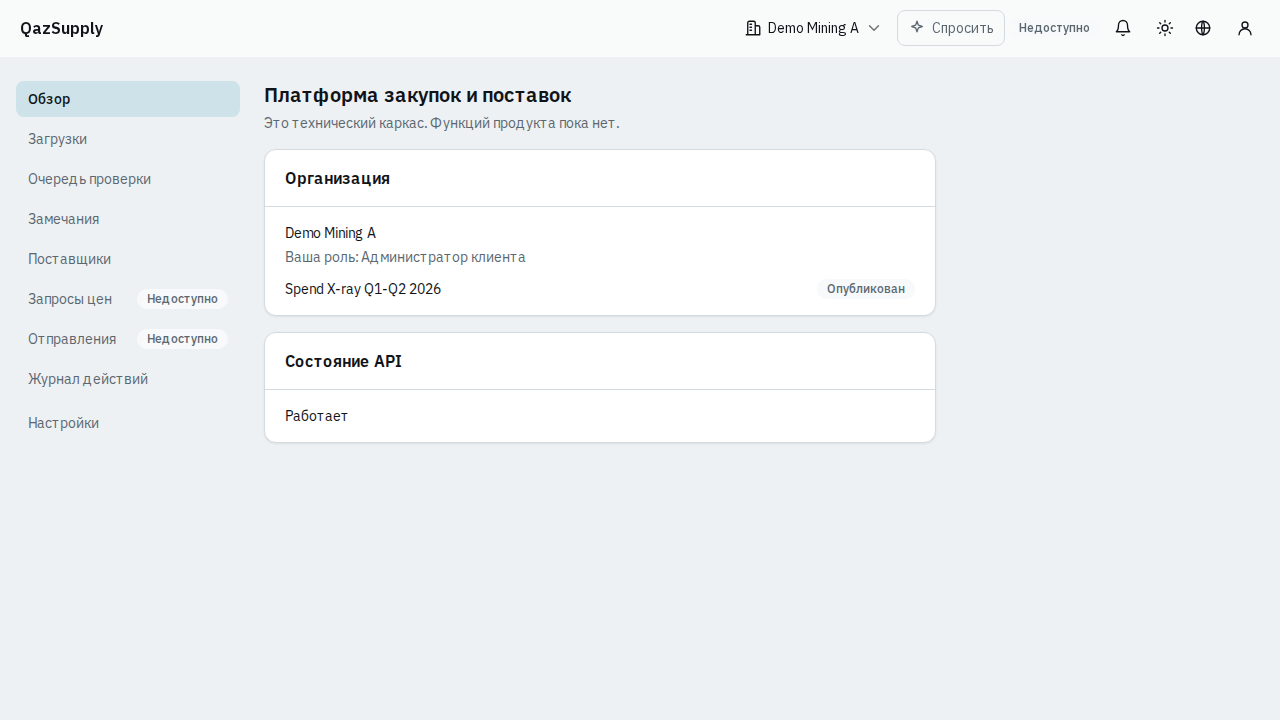 QazSupply
Demo Mining A
Спросить
Недоступно
Обзор
Загрузки
Очередь проверки
Замечания
Поставщики
Запросы цен Недоступно
Отправления Недоступно
Журнал действий
Настройки
Платформа закупок и поставок
Это технический каркас. Функций продукта пока нет.
Организация
Demo Mining A
Ваша роль: Администратор клиента
Spend X-ray Q1-Q2 2026 Опубликован
Состояние API
Работает